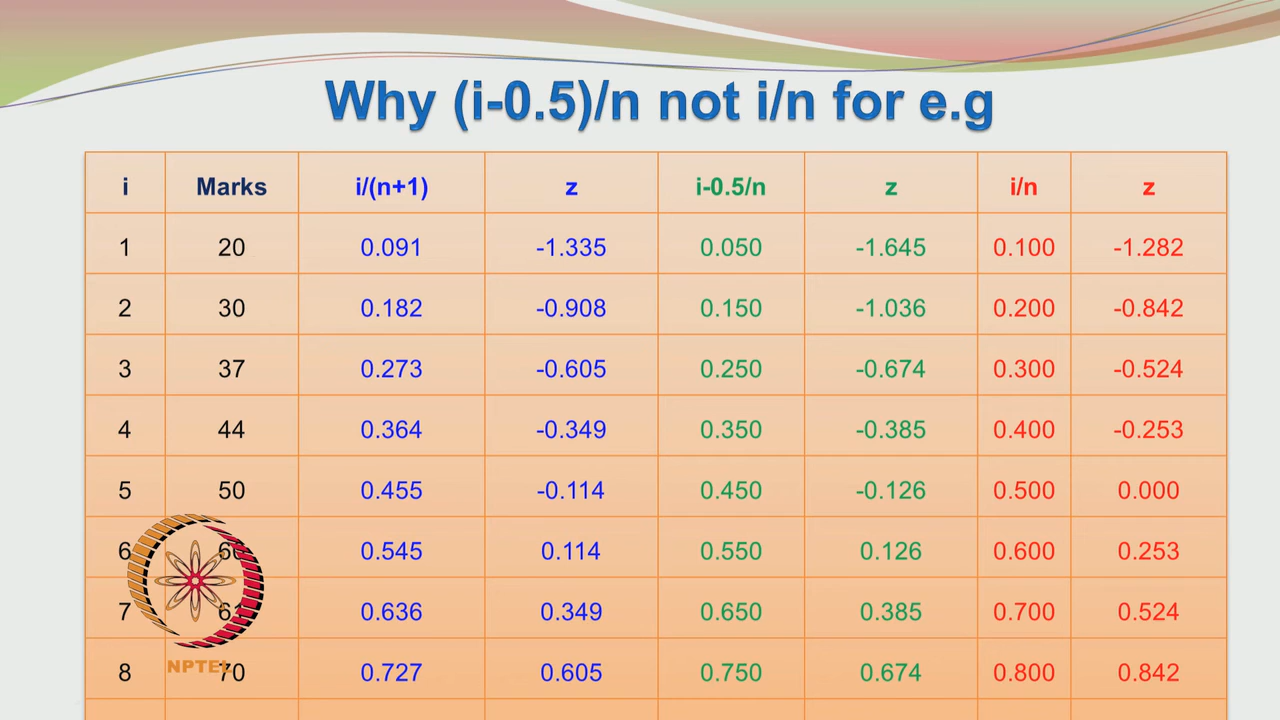 Why (i-0.5)/n not i/n for e.g
i Marks i/(n+1) z i-0.5/n z i/n z
1 20 0.091 -1.335 0.050 -1.645 0.100 -1.282
2 30 0.182 -0.908 0.150 -1.036 0.200 -0.842
3 37 0.273 -0.605 0.250 -0.674 0.300 -0.524
4 44 0.364 -0.349 0.350 -0.385 0.400 -0.253
5 50 0.455 -0.114 0.450 -0.126 0.500 0.000
6 0.545 0.114 0.550 0.126 0.600 0.253
7 61 0.636 0.349 0.650 0.385 0.700 0.524
8 70 0.727 0.605 0.750 0.674 0.800 0.842
NPTEL